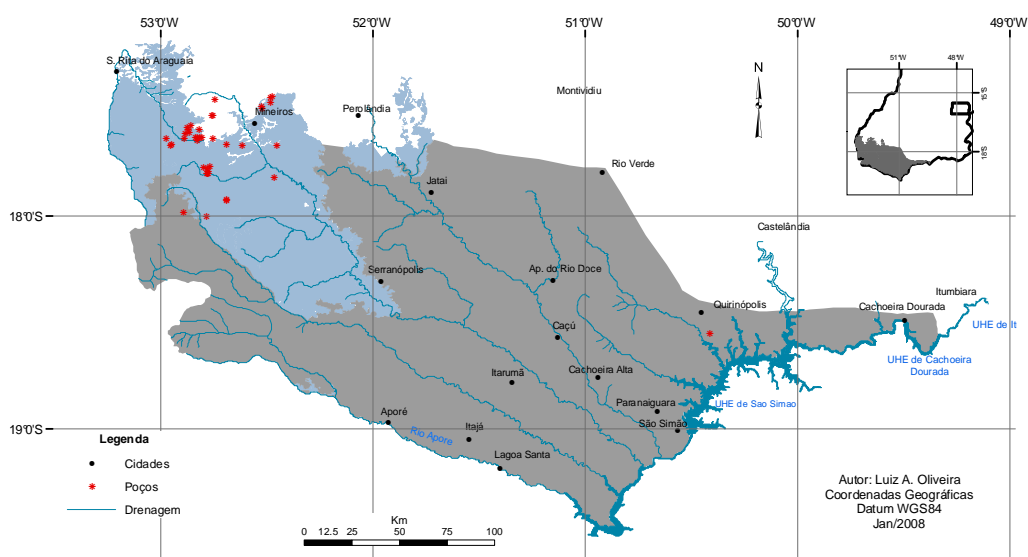 53°0'W 52°0'W 51°0'W 50°0'W 49°0'W
S. Rita do Araguaia
N
51°W 48°W
15°S
18°S
Montividiu
Perolândia
Mineiros
Rio Verde
Jatai
18°0'S
Castelândia
Serranópolis
Ap. do Rio Doce
Itumbiara
Quirinópolis
Cachoeira Dourada
UHE de It
Caçú
UHE de Cachoeira
Dourada
Itarumã
Cachoeira Alta
Paranaiguara
UHE de Sao Simao
Aporé
São Simão
19°0'S
Rio Apore
Itajá
Lagoa Santa
Legenda
Cidades
Poços
Drenagem
Km
0 12.5 25 50 75 100
Autor: Luiz A. Oliveira
Coordenadas Geográficas
Datum WGS84
Jan/2008